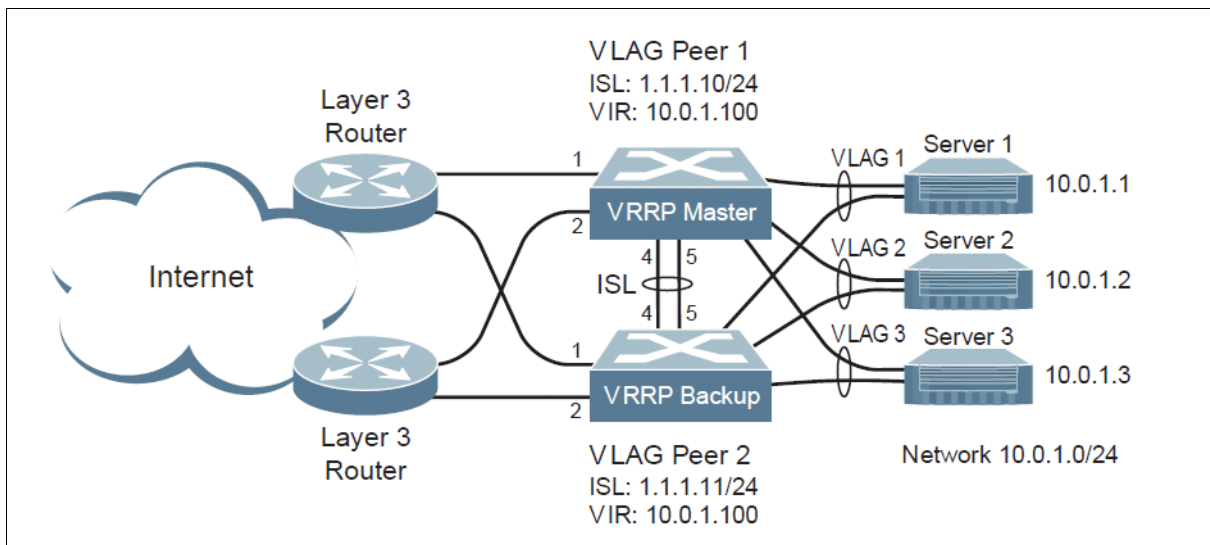 VLAG Peer 1
ISL: 1.1.1.10/24
VIR: 10.0.1.100
Layer 3
Router
1
2
VRRP Master
VLAG 1
Server 1
10.0.1.1
Internet
4
5
ISL
4
5
VLAG 2
Server 2
10.0.1.2
1
2
VRRP Backup
VLAG 3
Server 3
10.0.1.3
Layer 3
Router
VLAG Peer 2
ISL: 1.1.1.11/24
VIR: 10.0.1.100
Network 10.0.1.0/24